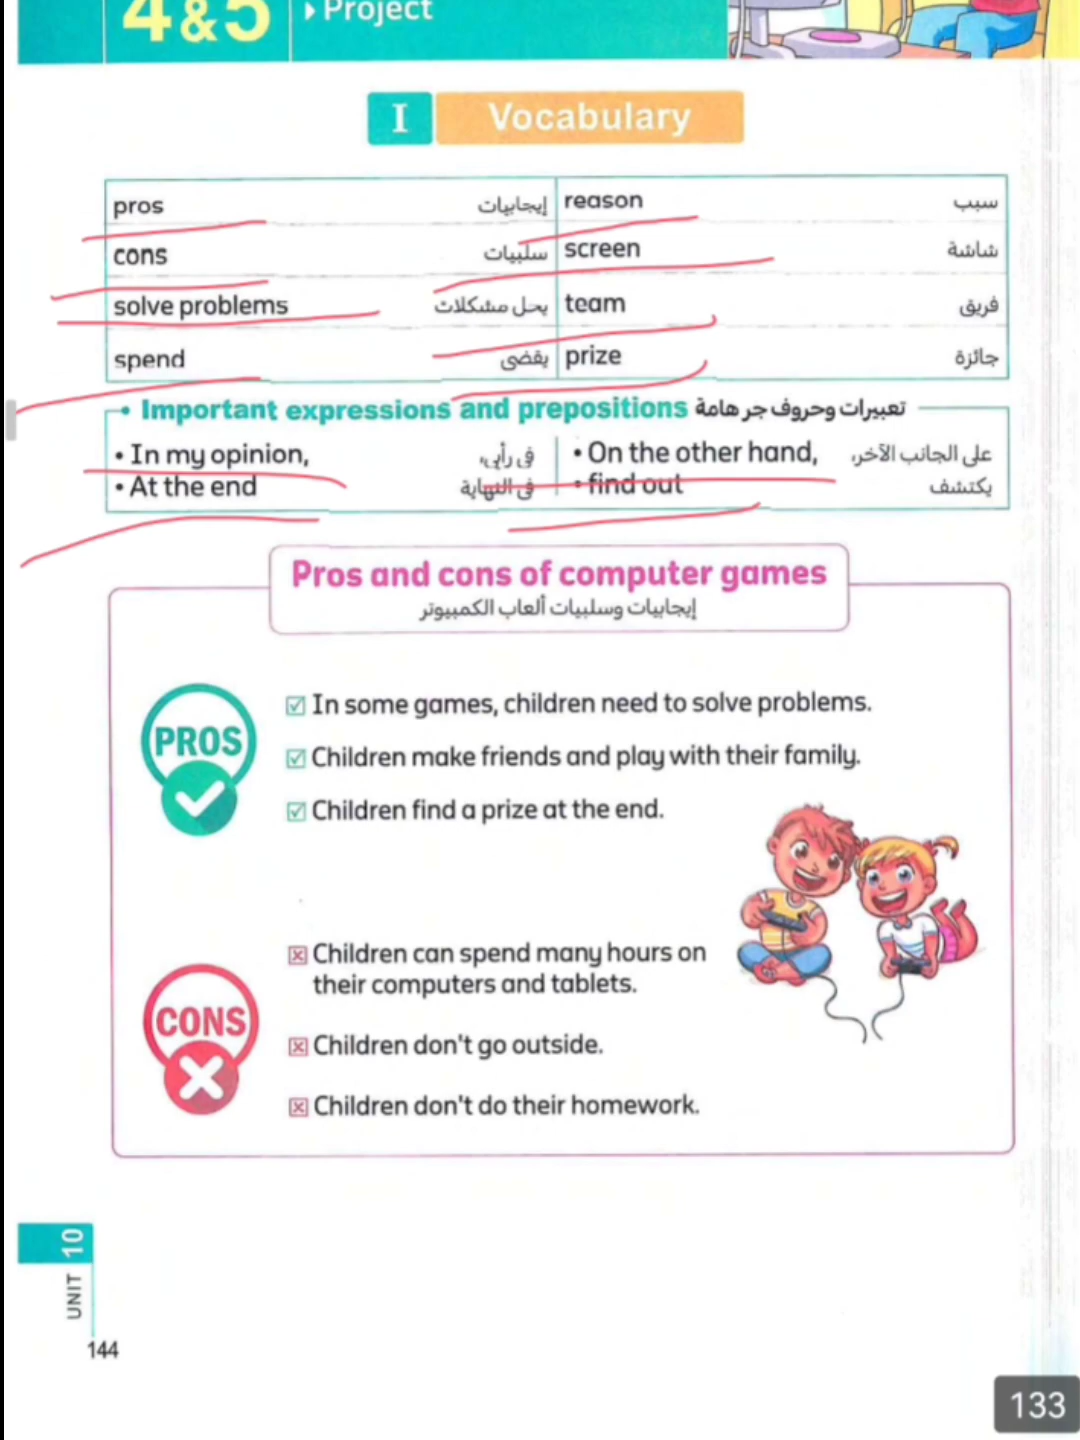 4&5
Project
I
Vocabulary
pros إيجابيات reason سبب
cons سلبيات screen شاشة
solve problems يحل مشكلات team فريق
spend يقضى prize جائزة
• Important expressions and prepositions تعبيرات وحروف جر هامة
• In my opinion, فى رأيى، • On the other hand, على الجانب الآخر،
• At the end فى النهاية • find out يكتشف
Pros and cons of computer games
إيجابيات وسلبيات ألعاب الكمبيوتر
PROS
In some games, children need to solve problems.
Children make friends and play with their family.
Children find a prize at the end.
CONS
Children can spend many hours on
their computers and tablets.
Children don't go outside.
Children don't do their homework.
UNIT 10
144
133